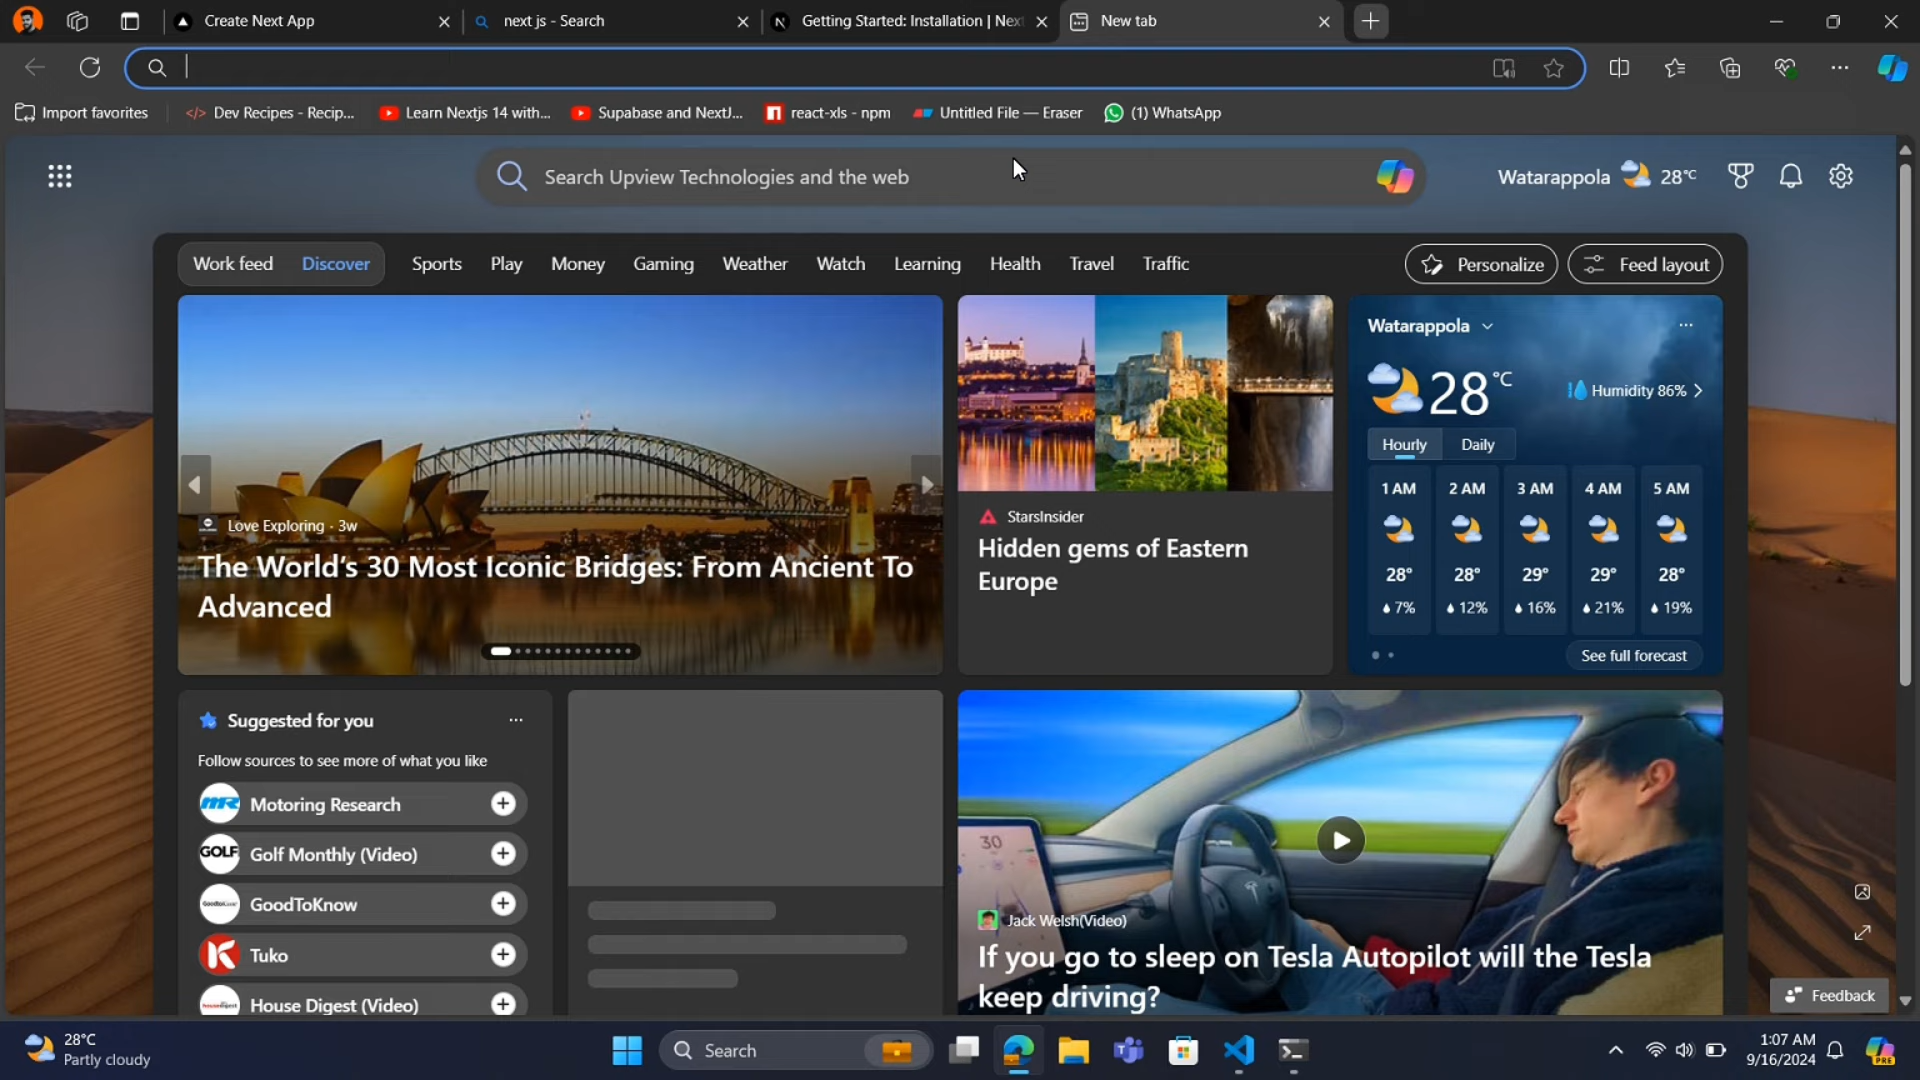 Create Next App
next js - Search
Getting Started: Installation | Nex
New tab
Import favorites
</> Dev Recipes - Recip...
Learn Nextjs 14 with...
Supabase and NextJ...
react-xls - npm
Untitled File — Eraser
(1) WhatsApp
Search Upview Technologies and the web
Watarappola
28°C
Work feed
Discover
Sports
Play
Money
Gaming
Weather
Watch
Learning
Health
Travel
Traffic
Personalize
Feed layout
Love Exploring · 3w
The World's 30 Most Iconic Bridges: From Ancient To
Advanced
StarsInsider
Hidden gems of Eastern
Europe
Watarappola
28°C
Humidity 86%
Hourly
Daily
1 AM 2 AM 3 AM 4 AM 5 AM
28° 28° 29° 29° 28°
7% 12% 16% 21% 19%
See full forecast
Suggested for you
Follow sources to see more of what you like
Motoring Research
GOLF Golf Monthly (Video)
GoodToKnow
Tuko
House Digest (Video)
30
Jack Welsh(Video)
If you go to sleep on Tesla Autopilot will the Tesla
keep driving?
Feedback
28°C
Partly cloudy
Search
1:07 AM
9/16/2024
PRE